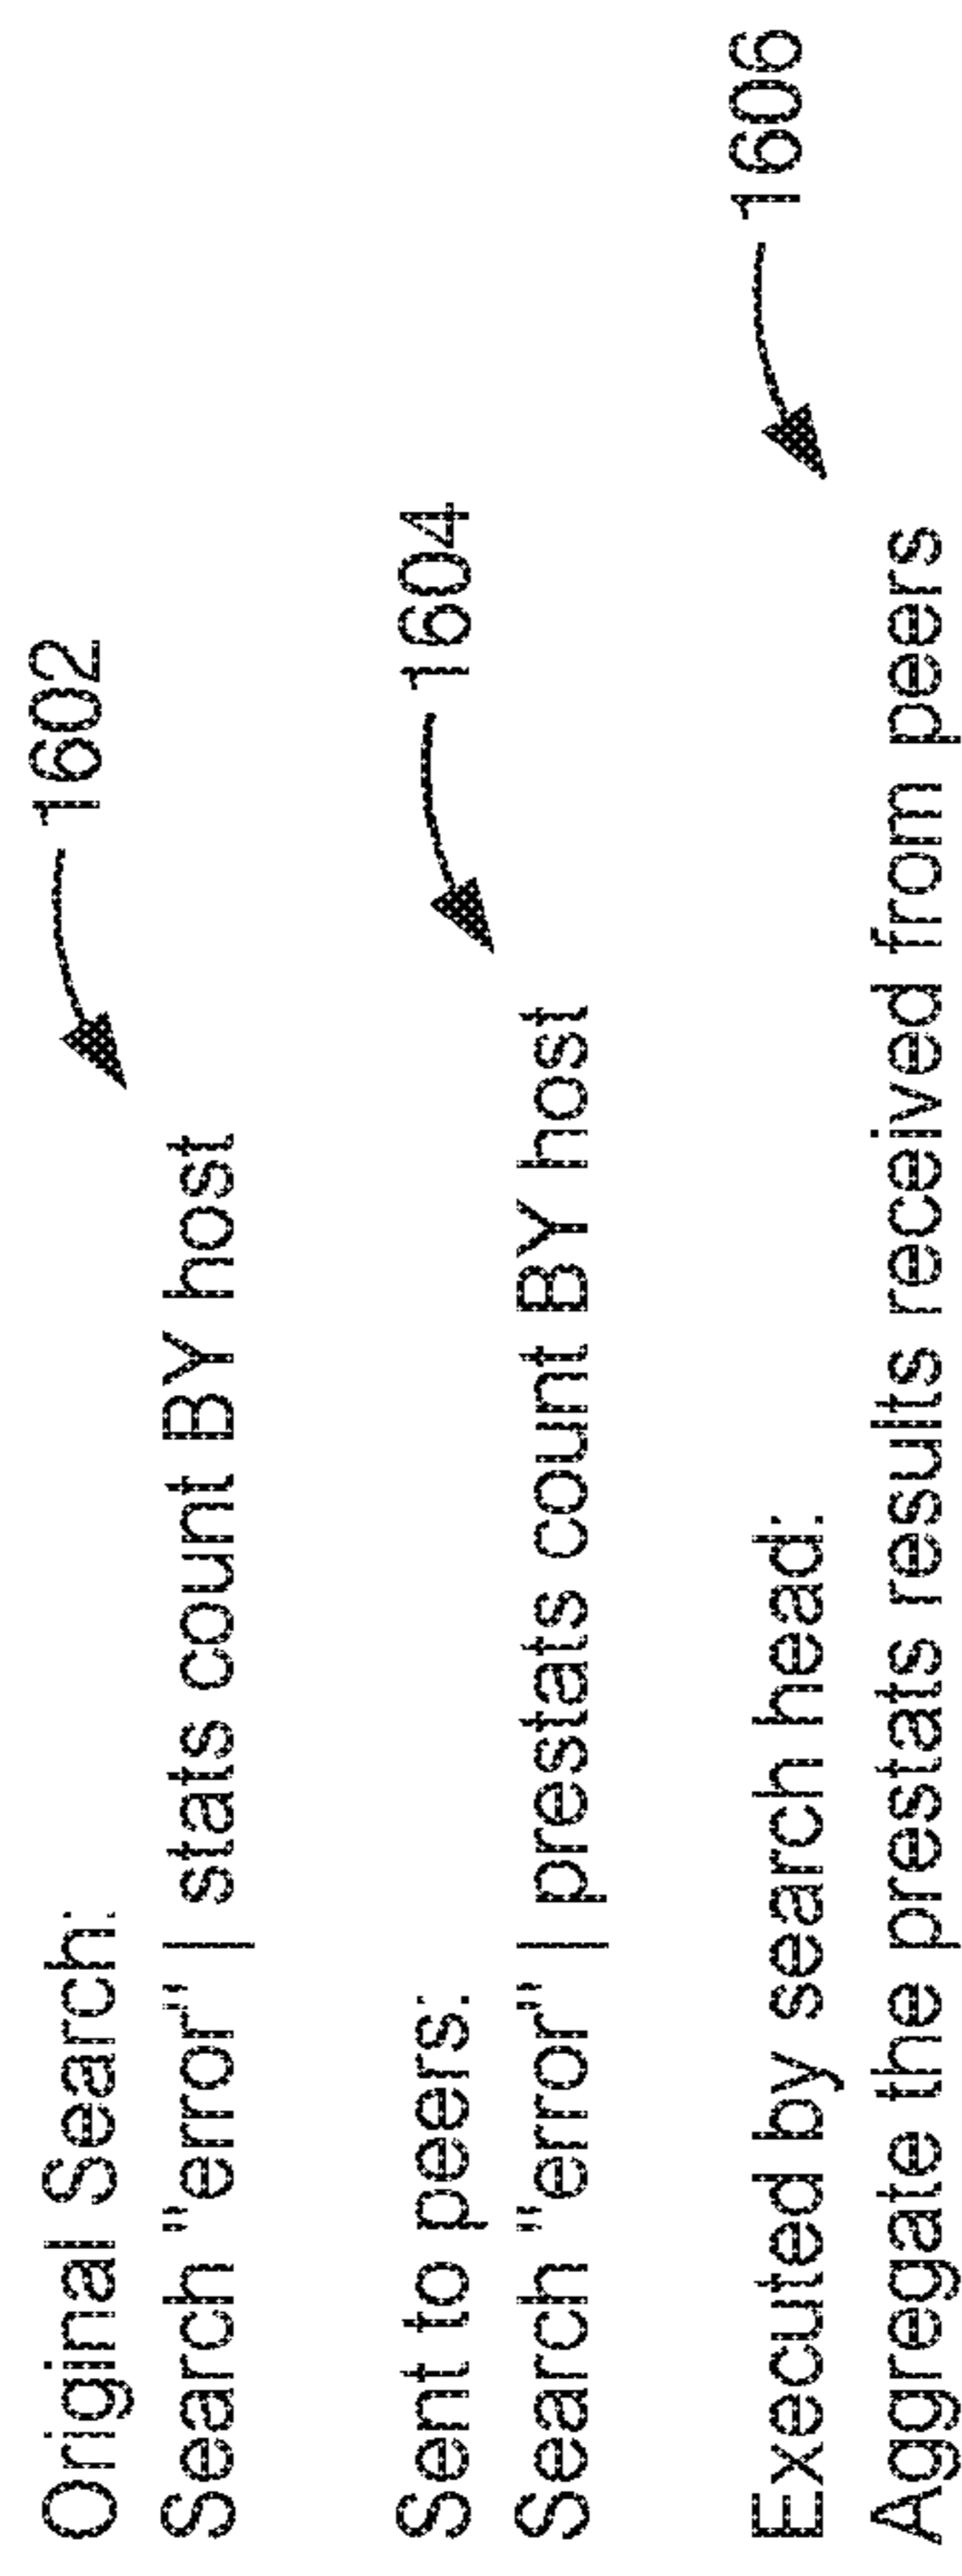 Original Search: 1602
Search "error" | stats count BY host
Sent to peers: 1604
Search "error" | prestats count BY host
Executed by search head: 1606
Aggregate the prestats results received from peers